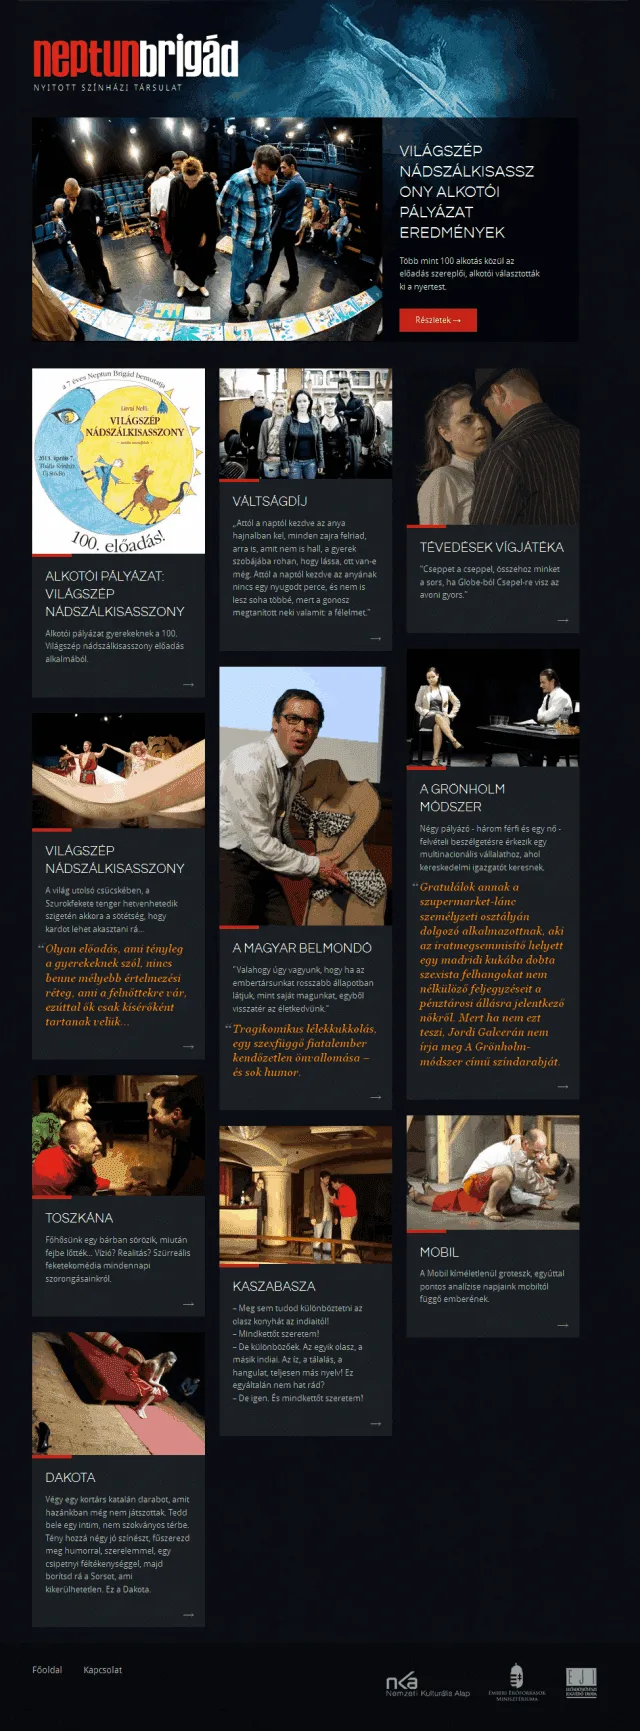 neptunbrigád
NYITOTT SZÍNHÁZI TÁRSULAT
VILÁGSZÉP
NÁDSZÁLKISASSZ
ONY ALKOTÓI
PÁLYÁZAT
EREDMÉNYEK
Több mint 100 alkotás közül az
előadás szereplői, alkotói választották
ki a nyertest.
Részletek →
a 7 éves Neptun Brigád bemutatja
Lázár Nelli:
VILÁGSZÉP
NÁDSZÁLKISASSZONY
100. előadás!
ALKOTÓI PÁLYÁZAT:
VILÁGSZÉP
NÁDSZÁLKISASSZONY
Alkotói pályázat gyerekeknek a 100.
Világszép nádszálkisasszony előadás
alkalmából.
→
VILÁGSZÉP
NÁDSZÁLKISASSZONY
A világ utolsó csücskében, a
Szurokfekete tenger hetvenhetedik
szigetén akkora a sötétség, hogy
kardot lehet akasztani rá...
“Olyan előadás, ami tényleg
a gyerekeknek szól, nincs
benne mélyebb értelmezési
réteg, ami a felnőttekre vár,
ezúttal ők csak kísérőként
tartanak velük...
→
TOSZKÁNA
Főhősünk egy bárban sörözik, miután
fejbe lőtték... Vízió? Realitás? Szürreális
feketekomédia mindennapi
szorongásainkról.
→
DAKOTA
Végy egy kortárs katalán darabot, amit
hazánkban még nem játszottak. Tedd
bele egy intim, nem szokványos térbe.
Tény hozzá négy jó színészt, fűszerezd
meg humorral, szerelemmel, egy
csipetnyi féltékenységgel, majd
borítsd rá a Sorsot, ami
kikerülhetetlen. Ez a Dakota.
→
VÁLTSÁGDÍJ
„Attól a naptól kezdve az anya
hajnalban kel, minden zajra felriad,
arra is, amit nem is hall, a gyerek
szobájába rohan, hogy lássa, ott van-e
még. Attól a naptól kezdve az anyának
nincs egy nyugodt perce, és nem is
lesz soha többé, mert a gonosz
megtanított neki valamit: a félelmet.”
→
A MAGYAR BELMONDÓ
"Valahogy úgy vagyunk, hogy ha az
embertársunkat rosszabb állapotban
látjuk, mint saját magunkat, egyből
visszatér az életkedvünk."
“Tragikomikus lélekkukkolás,
egy szexfüggő fiatalember
kendőzetlen önvallomása –
és sok humor.
→
KASZABASZA
– Meg sem tudod különböztetni az
olasz konyhát az indiaitól!
– Mindkettőt szeretem!
– De különbözőek. Az egyik olasz, a
másik indiai. Az íz, a tálalás, a
hangulat, teljesen más nyelv! Ez
egyáltalán nem hat rád?
– De igen. És mindkettőt szeretem!
→
TÉVEDÉSEK VÍGJÁTÉKA
"Cseppet a cseppel, összehoz minket
a sors, ha Globe-ból Csepel-re visz az
avoni gyors."
→
A GRÖNHOLM
MÓDSZER
Négy pályázó - három férfi és egy nő -
felvételi beszélgetésre érkezik egy
multinacionális vállalathoz, ahol
kereskedelmi igazgatót keresnek.
“Gratulálok annak a
szupermarket-lánc
személyzeti osztályán
dolgozó alkalmazottnak, aki
az iratmegsemmisítő helyett
egy madridi kukába dobta
szexista felhangokat nem
nélkülöző feljegyzéseit a
pénztárosi állásra jelentkező
nőkről. Mert ha nem ezt
teszi, Jordi Galcerán nem
írja meg A Grönholm-
módszer című színdarabját.
→
MOBIL
A Mobil kíméletlenül groteszk, egyúttal
pontos analízise napjaink mobiltól
függő emberének.
→
Főoldal
Kapcsolat
nka
Nemzeti Kulturális Alap
EMBERI ERŐFORRÁSOK
MINISZTÉRIUMA
EJI